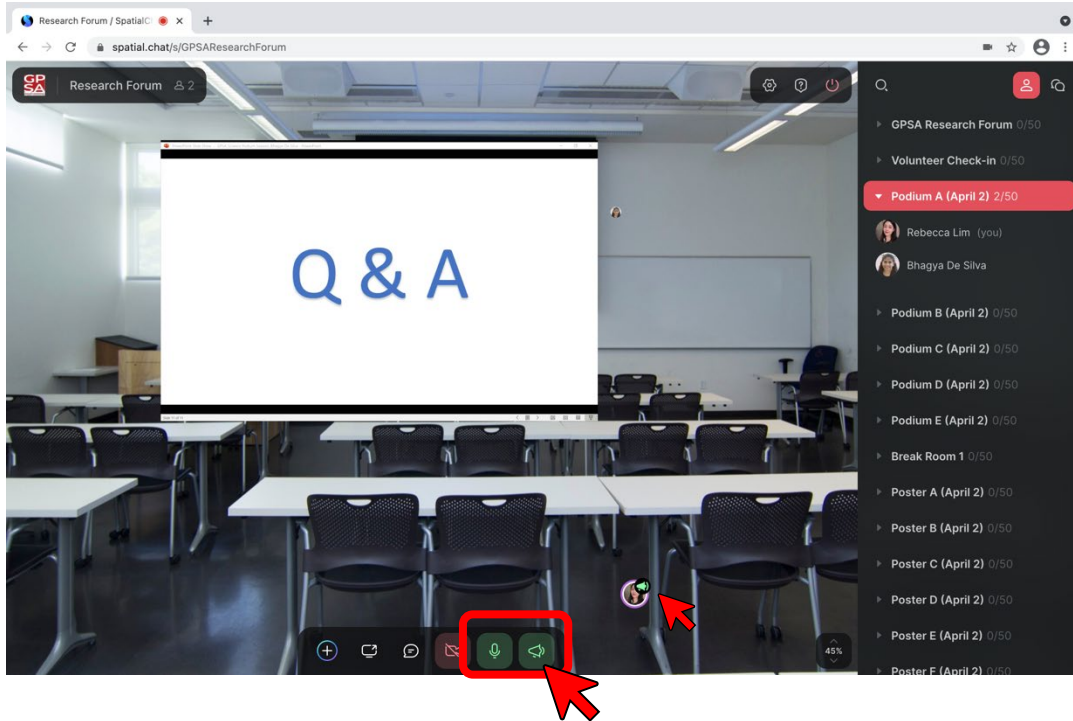 Research Forum / SpatialC
spatial.chat/s/GPSAResearchForum
GP
SA
Research Forum 2
GPSA Research Forum 0/50
Volunteer Check-in 0/50
Podium A (April 2) 2/50
Rebecca Lim (you)
Bhagya De Silva
Q & A
Podium B (April 2) 0/50
Podium C (April 2) 0/50
Podium D (April 2) 0/50
Podium E (April 2) 0/50
Break Room 1 0/50
Poster A (April 2) 0/50
Poster B (April 2) 0/50
Poster C (April 2) 0/50
Poster D (April 2) 0/50
Poster E (April 2) 0/50
45%
Poster F (April 2) 0/50